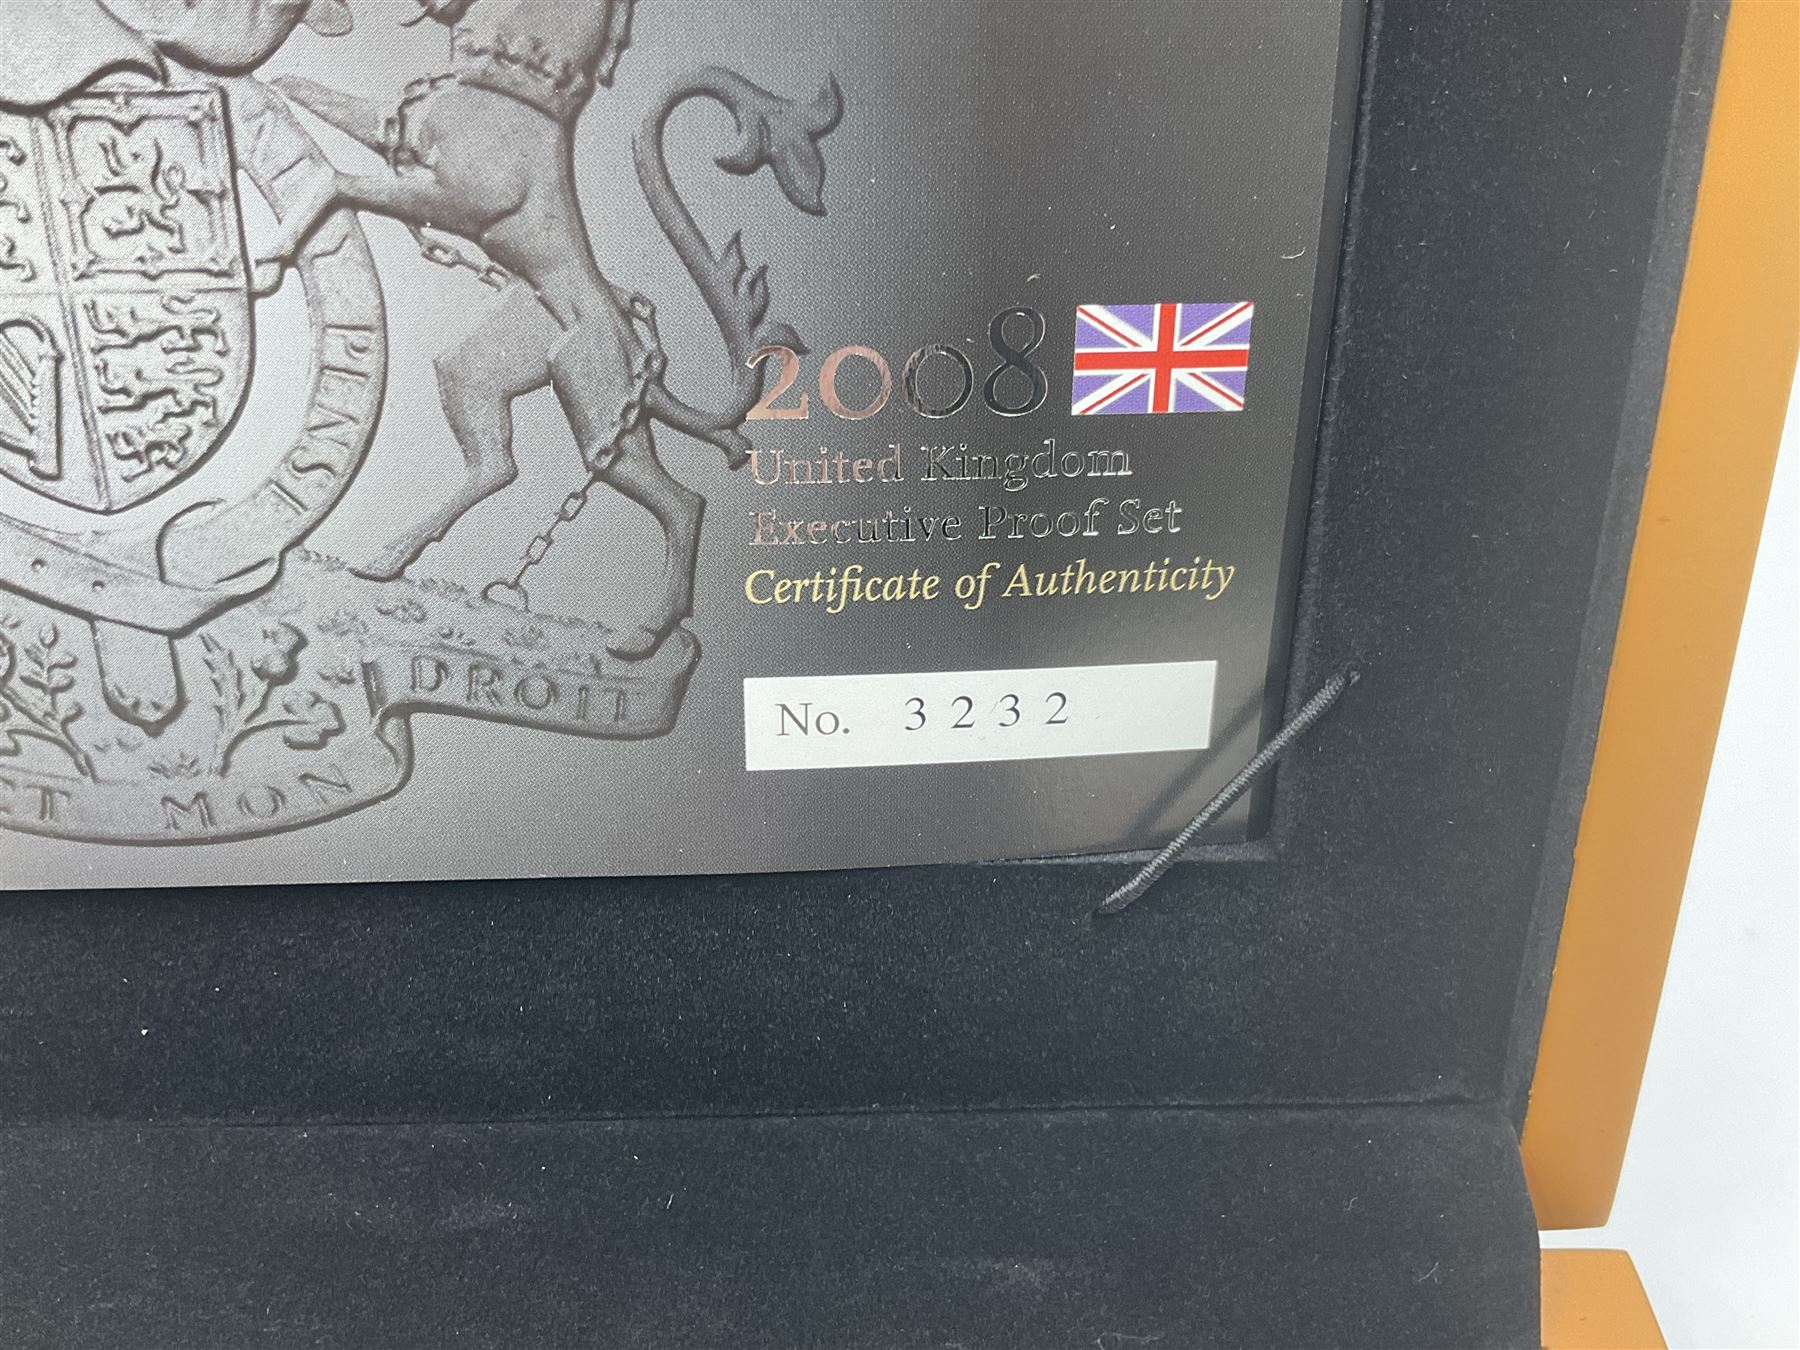 PENSE
DROIT
MON
2008
United Kingdom
Executive Proof Set
Certificate of Authenticity
No. 3232